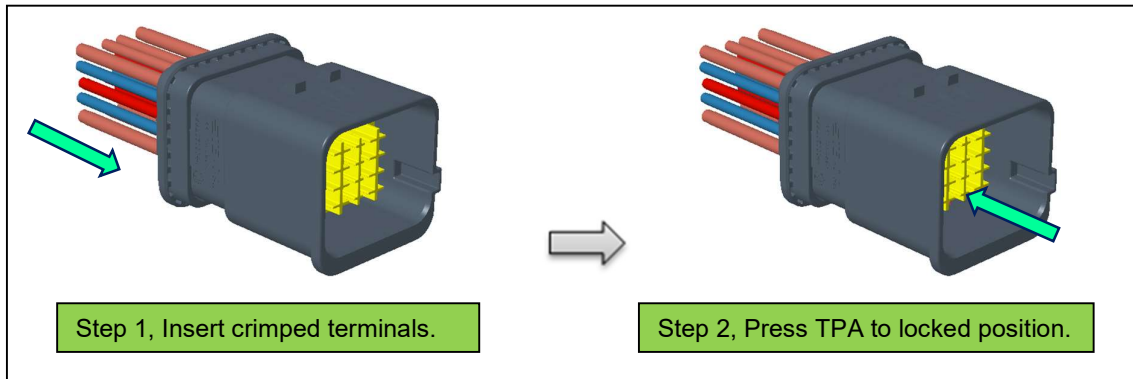 Step 1, Insert crimped terminals.
Step 2, Press TPA to locked position.